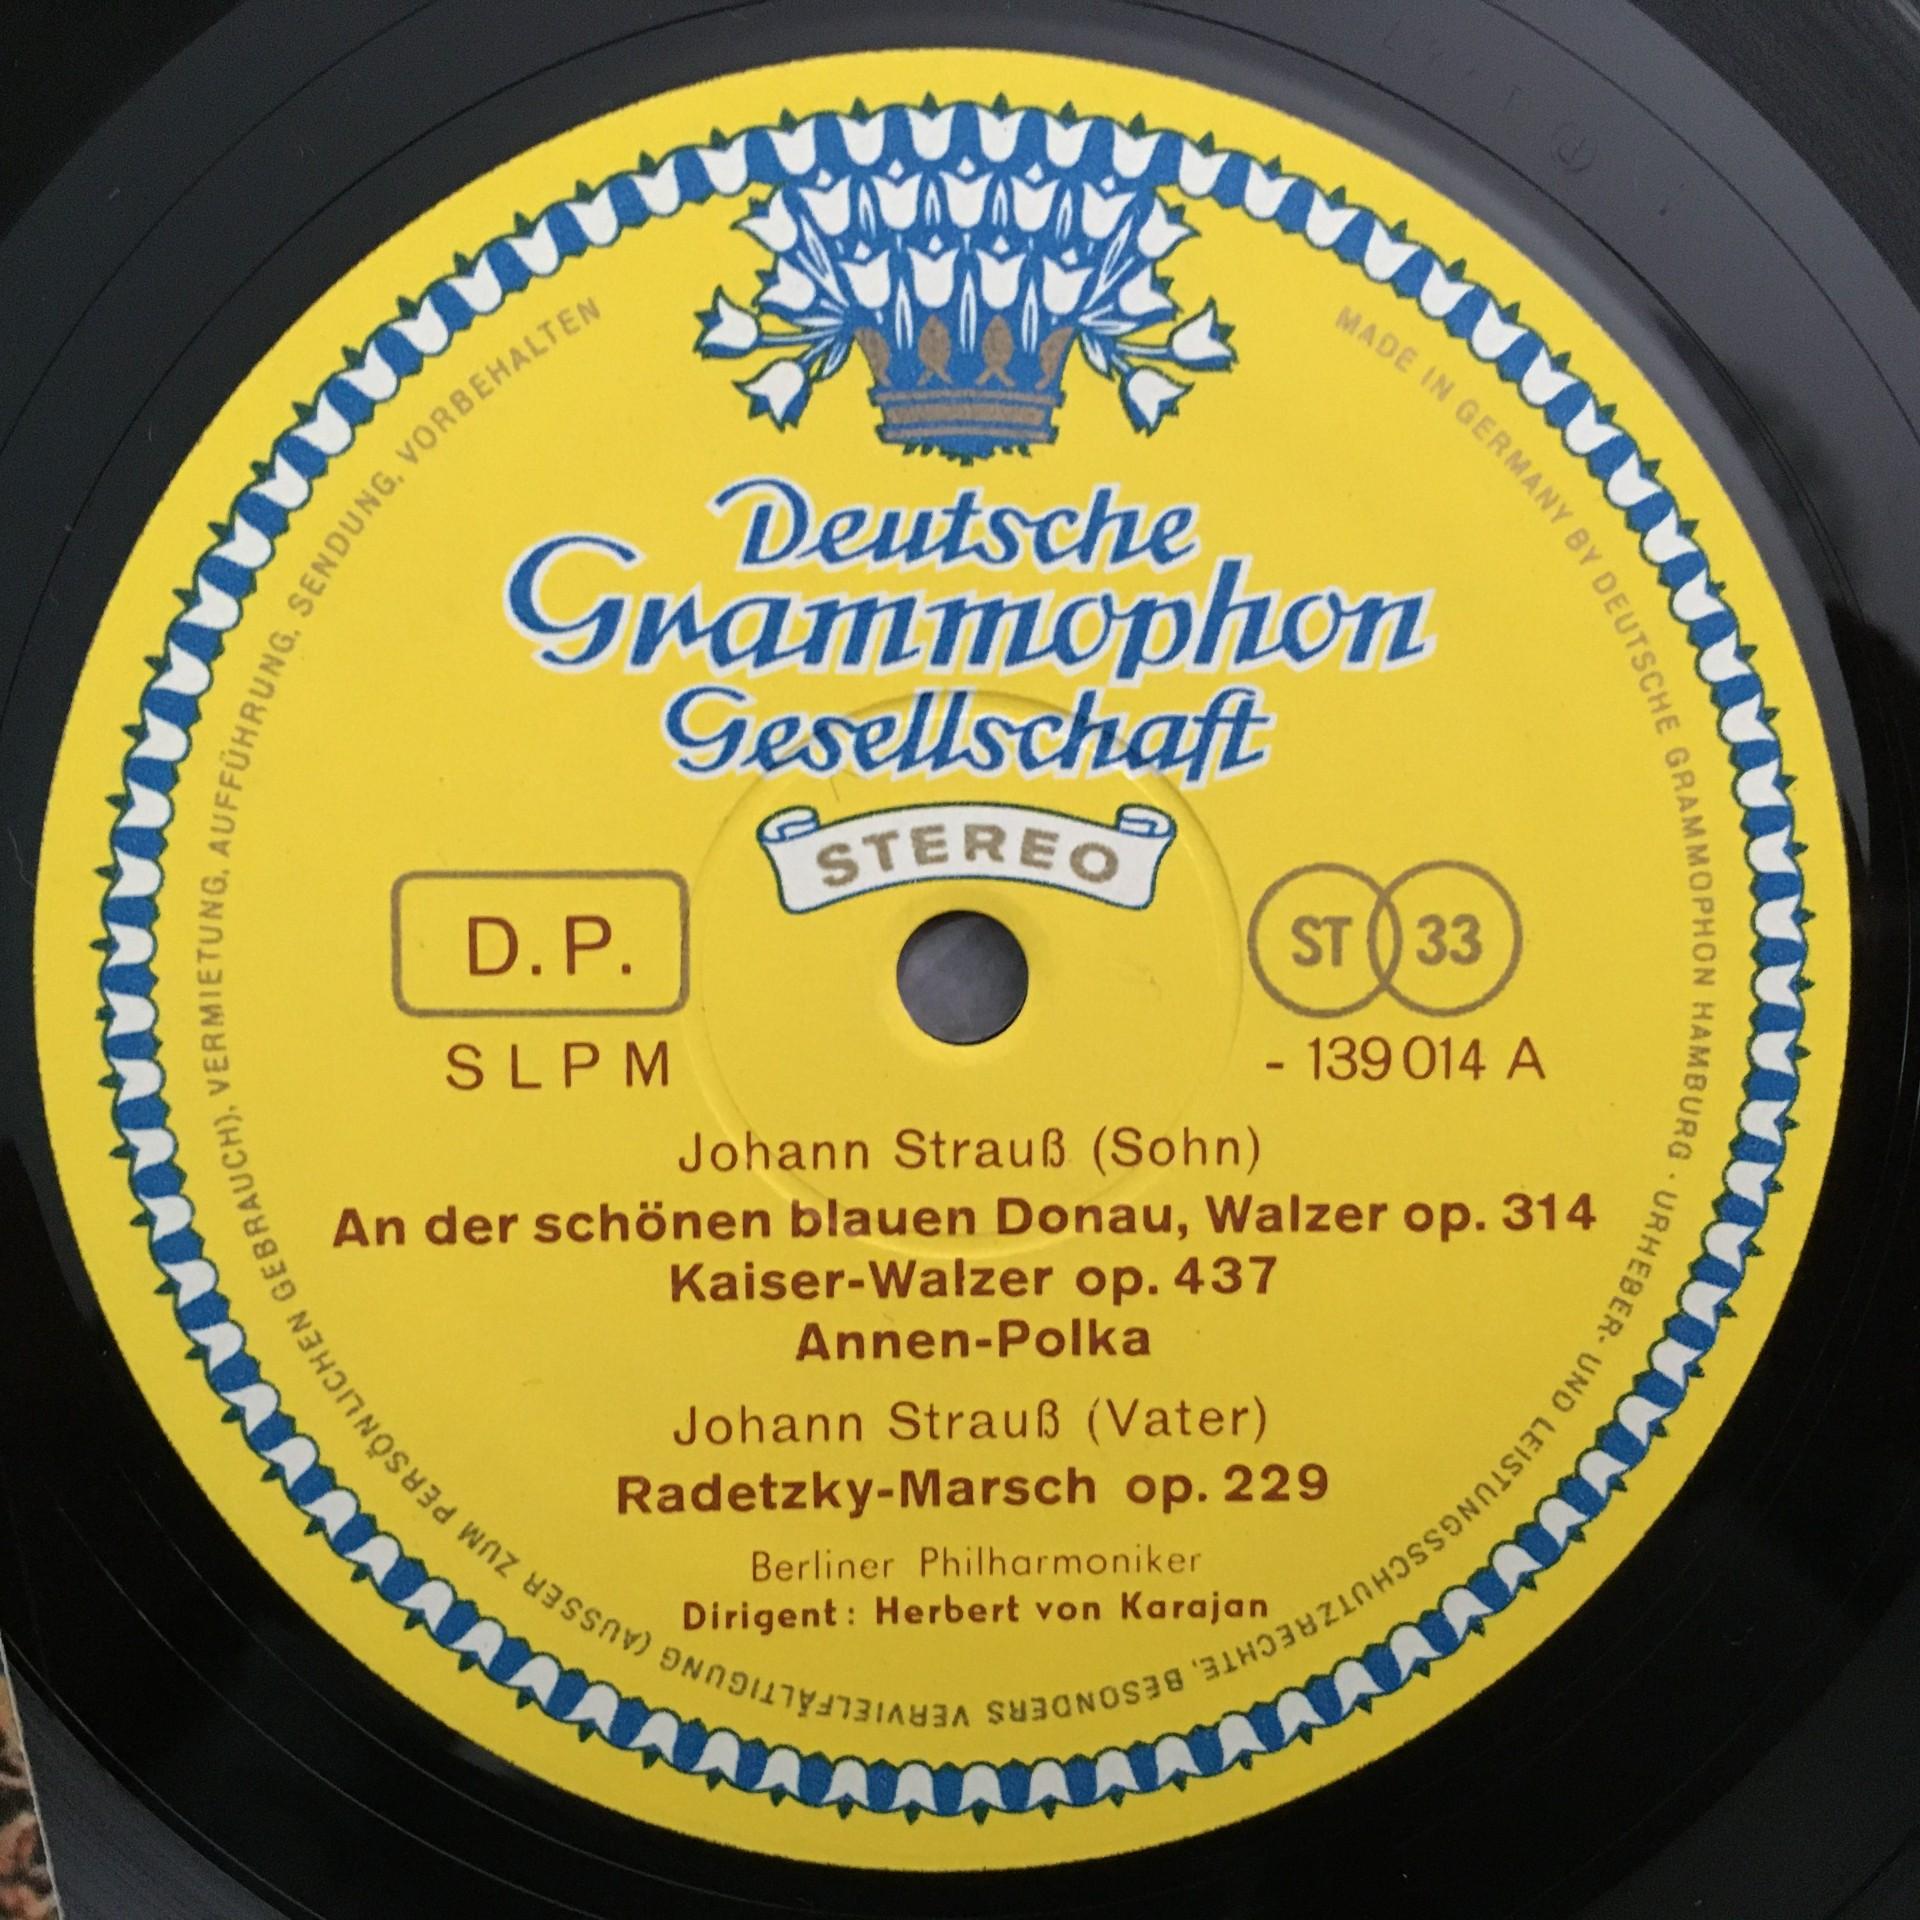 Deutsche
Grammophon
Gesellschaft
STEREO
D.P.
ST 33
SLPM
- 139 014 A
Johann Strauß (Sohn)
An der schönen blauen Donau, Walzer op. 314
Kaiser-Walzer op. 437
Annen-Polka
Johann Strauß (Vater)
Radetzky-Marsch op. 229
Berliner Philharmoniker
Dirigent: Herbert von Karajan
MADE IN GERMANY BY DEUTSCHE GRAMMOPHON HAMBURG · URHEBER- UND LEISTUNGSSCHUTZRECHTE, BESONDERS VERVIELFÄLTIGUNG (AUSSER ZUM PERSÖNLICHEN GEBRAUCH), VERMIETUNG, AUFFÜHRUNG, SENDUNG, VORBEHALTEN